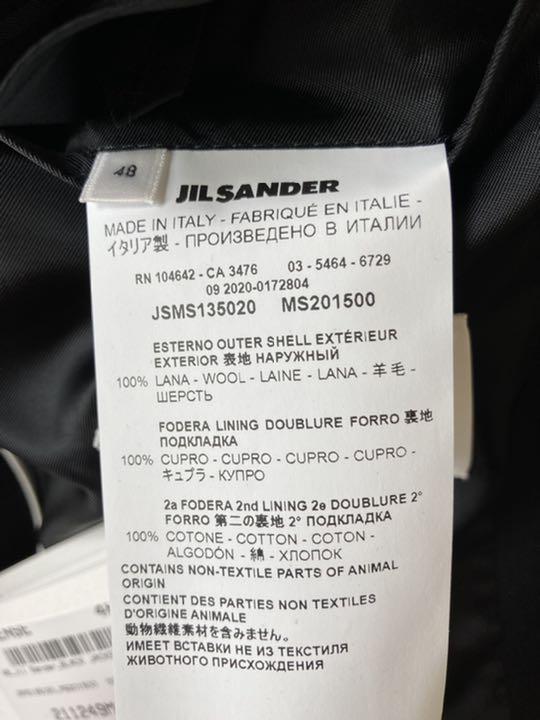 48
JIL SANDER
MADE IN ITALY - FABRIQUÉ EN ITALIE -
イタリア製 - ПРОИЗВЕДЕНО В ИТАЛИИ
RN 104642 - CA 3476 03 - 5464 - 6729
09 2020-0172804
JSMS135020 MS201500
ESTERNO OUTER SHELL EXTÉRIEUR
EXTERIOR 表地 НАРУЖНЫЙ
100% LANA - WOOL - LAINE - LANA - 羊毛 -
ШЕРСТЬ
FODERA LINING DOUBLURE FORRO 裏地
ПОДКЛАДКА
100% CUPRO - CUPRO - CUPRO - CUPRO -
キュプラ - КУПРО
2a FODERA 2nd LINING 2e DOUBLURE 2°
FORRO 第二の裏地 2° ПОДКЛАДКА
100% COTONE - COTTON - COTON -
ALGODÓN - 綿 - ХЛОПОК
CONTAINS NON-TEXTILE PARTS OF ANIMAL
ORIGIN
CONTIENT DES PARTIES NON TEXTILES
D'ORIGINE ANIMALE
動物繊維素材を含みません。
ИМЕЕТ ВСТАВКИ НЕ ИЗ ТЕКСТИЛЯ
ЖИВОТНОГО ПРИСХОЖДЕНИЯ
211249M